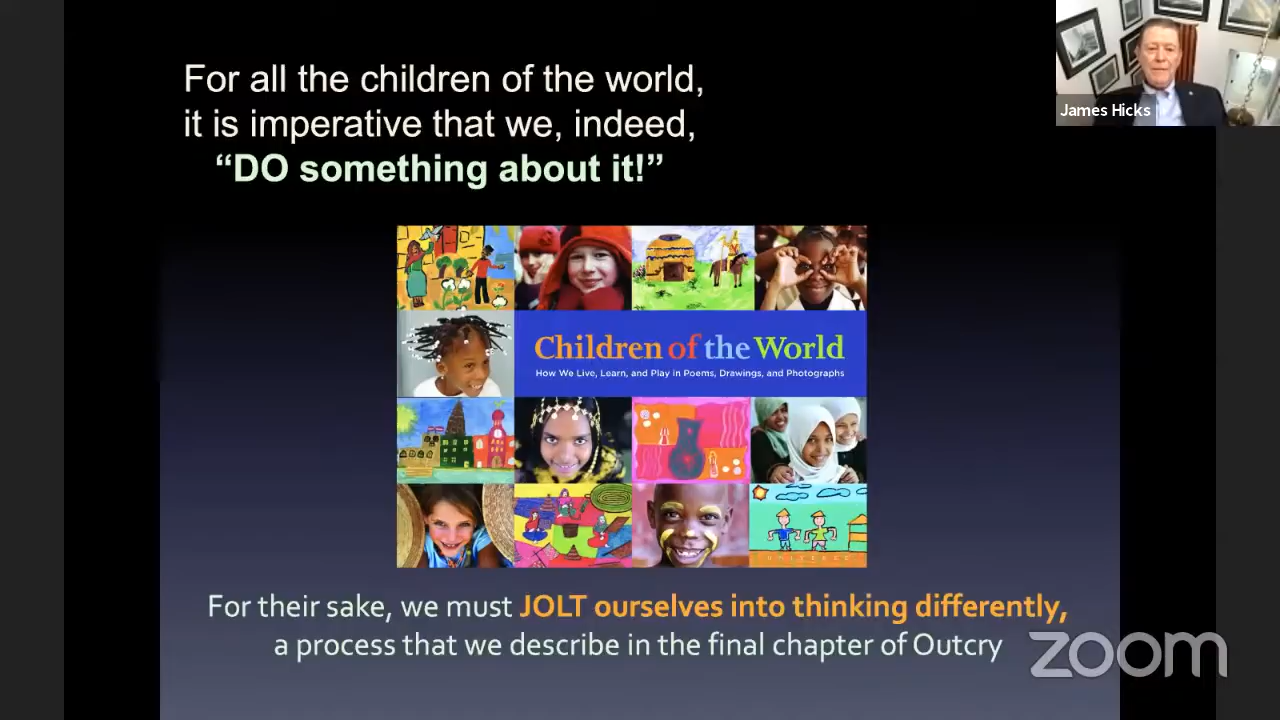 For all the children of the world,
it is imperative that we, indeed,
“DO something about it!”
James Hicks
Children of the World
How We Live, Learn, and Play in Poems, Drawings, and Photographs
For their sake, we must JOLT ourselves into thinking differently,
a process that we describe in the final chapter of Outcry
zoom